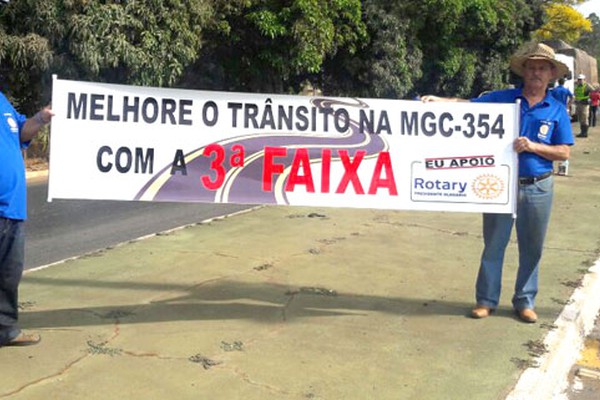 MELHORE O TRÂNSITO NA MGC-354
COM A 3ª FAIXA
EU APOIO
Rotary